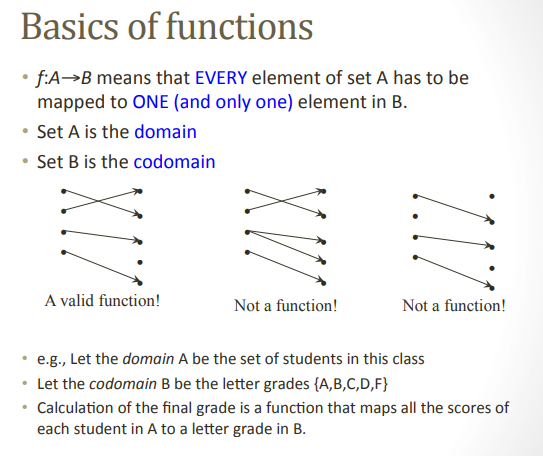 Basics of functions
• f:A→B means that EVERY element of set A has to be
mapped to ONE (and only one) element in B.
• Set A is the domain
• Set B is the codomain
A valid function!
Not a function!
Not a function!
• e.g., Let the domain A be the set of students in this class
• Let the codomain B be the letter grades {A,B,C,D,F}
• Calculation of the final grade is a function that maps all the scores of
each student in A to a letter grade in B.